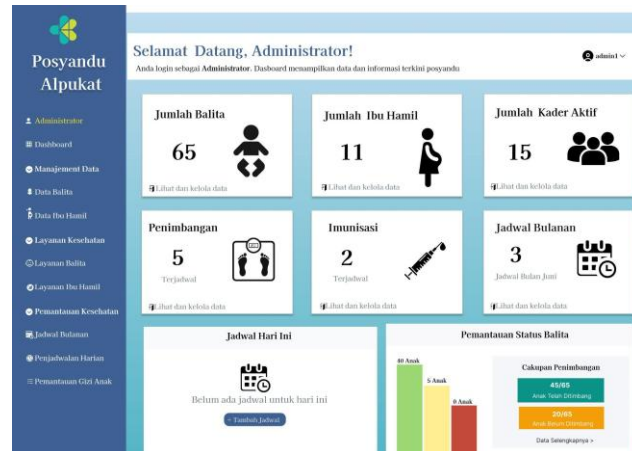 Posyandu
Alpukat
Administrator
Dashboard
Manajement Data
Data Balita
Data Ibu Hamil
Layanan Kesehatan
Layanan Balita
Layanan Ibu Hamil
Pemantauan Kesehatan
Jadwal Bulanan
Penjadwalan Harian
Pemantauan Gizi Anak
Selamat Datang, Administrator!
Anda login sebagai Administrator. Dasboard menampilkan data dan informasi terkini posyandu
admin1
Jumlah Balita
65
Lihat dan kelola data
Jumlah Ibu Hamil
11
Lihat dan kelola data
Jumlah Kader Aktif
15
Lihat dan kelola data
Penimbangan
5
Terjadwal
Lihat dan kelola data
Imunisasi
2
Terjadwal
Lihat dan kelola data
Jadwal Bulanan
3
Jadwal Bulan Juni
Lihat dan kelola data
Jadwal Hari Ini
Belum ada jadwal untuk hari ini
+ Tambah Jadwal
Pemantauan Status Balita
40 Anak
5 Anak
0 Anak
Cakupan Penimbangan
45/65
Anak Telah Ditimbang
20/65
Anak Belum Ditimbang
Data Selengkapnya >